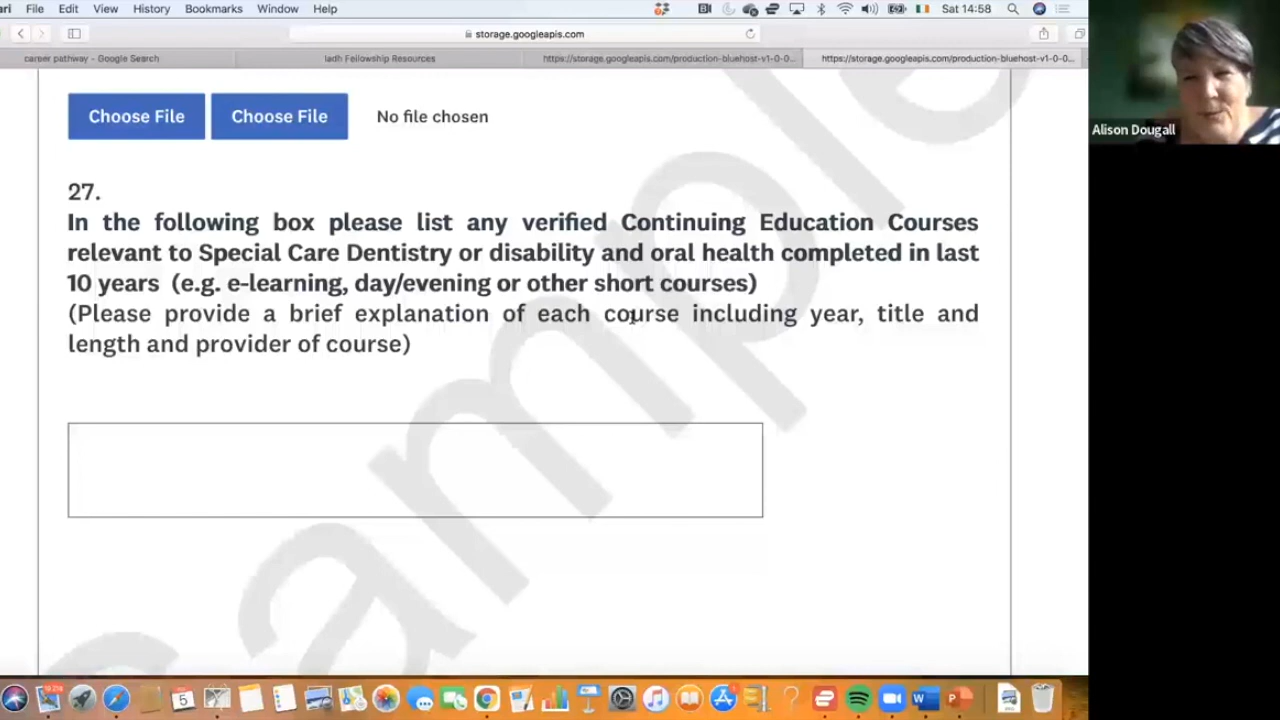 ari File Edit View History Bookmarks Window Help Sat 14:58
storage.googleapis.com
career pathway - Google Search
Iadh Fellowship Resources
https://storage.googleapis.com/production-bluehost-v1-0-0...
https://storage.googleapis.com/production-bluehost-v1-0-0...
Alison Dougall
Choose File Choose File No file chosen
27.
In the following box please list any verified Continuing Education Courses
relevant to Special Care Dentistry or disability and oral health completed in last
10 years (e.g. e-learning, day/evening or other short courses)
(Please provide a brief explanation of each course including year, title and
length and provider of course)
sample
5
W P